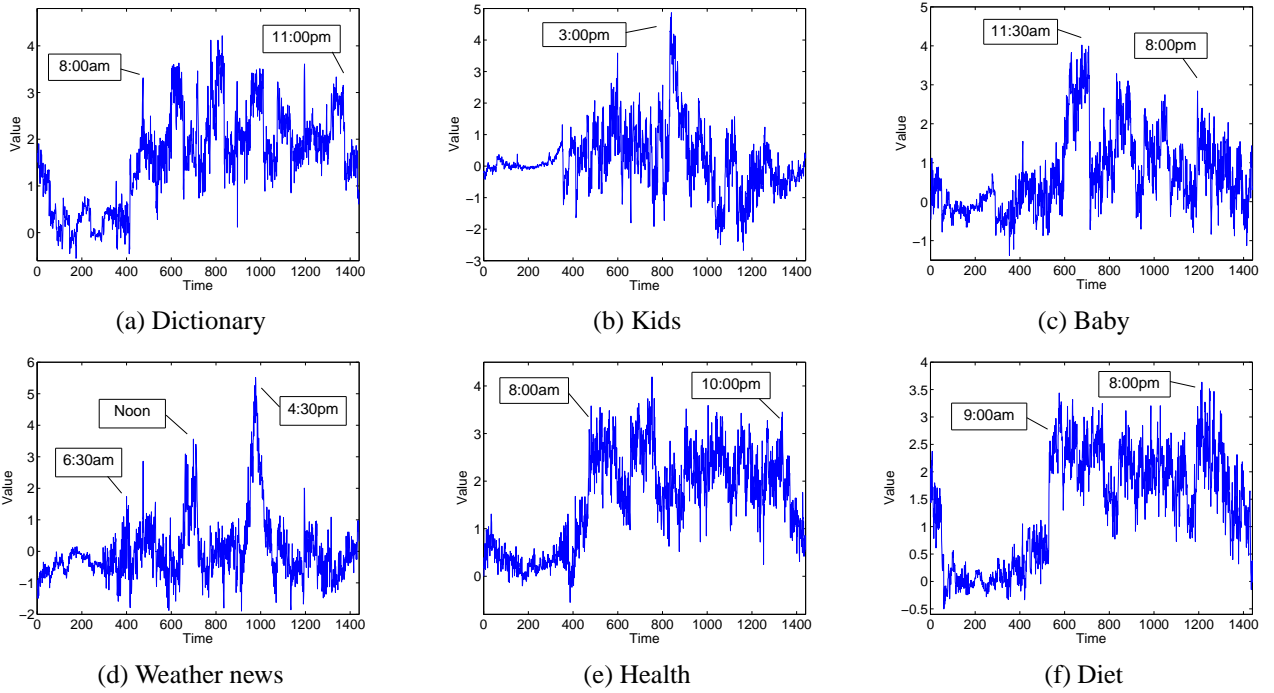 4
3
2
1
0
Value
8:00am
11:00pm
0 200 400 600 800 1000 1200 1400
Time
(a) Dictionary
5
4
3
2
1
0
−1
−2
−3
Value
3:00pm
0 200 400 600 800 1000 1200 1400
Time
(b) Kids
5
4
3
2
1
0
−1
Value
11:30am
8:00pm
0 200 400 600 800 1000 1200 1400
Time
(c) Baby
6
5
4
3
2
1
0
−1
−2
Value
6:30am
Noon
4:30pm
0 200 400 600 800 1000 1200 1400
Time
(d) Weather news
4
3
2
1
0
Value
8:00am
10:00pm
0 200 400 600 800 1000 1200 1400
Time
(e) Health
3.5
3
2.5
2
1.5
1
0.5
0
−0.5
Value
9:00am
8:00pm
0 200 400 600 800 1000 1200 1400
Time
(f) Diet